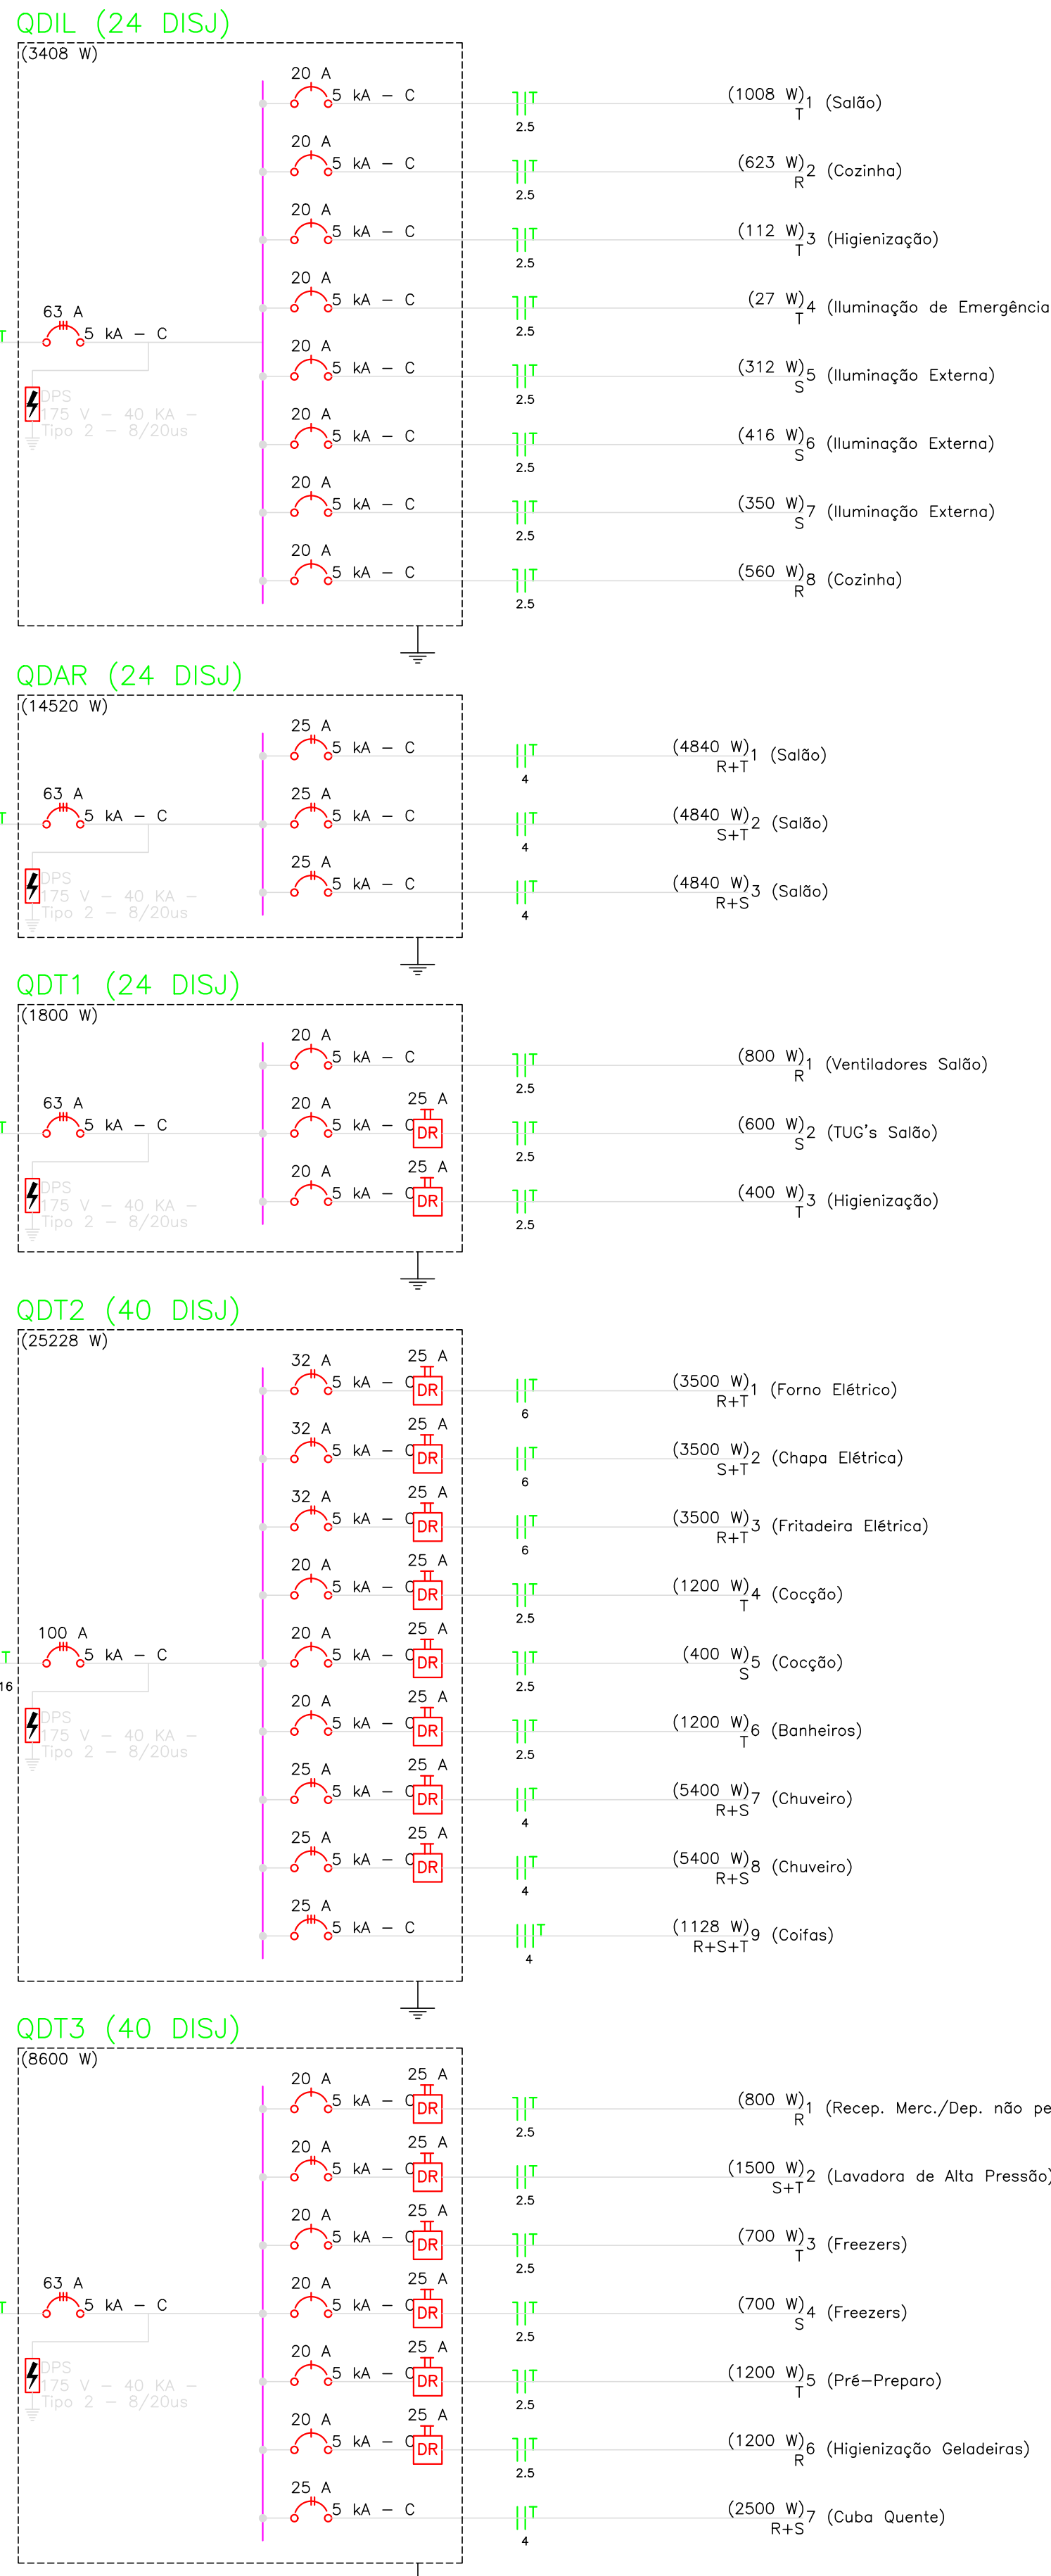 QDIL (24 DISJ)
(3408 W)
20 A
5 kA - C
2.5
(1008 W)
T
1 (Salão)
20 A
5 kA - C
2.5
(623 W)
R
2 (Cozinha)
20 A
5 kA - C
2.5
(112 W)
T
3 (Higienização)
20 A
5 kA - C
2.5
(27 W)
T
4 (Iluminação de Emergência
63 A
5 kA - C
T
20 A
5 kA - C
2.5
(312 W)
S
5 (Iluminação Externa)
DPS
175 V - 40 KA -
Tipo 2 - 8/20us
20 A
5 kA - C
2.5
(416 W)
S
6 (Iluminação Externa)
20 A
5 kA - C
2.5
(350 W)
S
7 (Iluminação Externa)
20 A
5 kA - C
2.5
(560 W)
R
8 (Cozinha)
QDAR (24 DISJ)
(14520 W)
25 A
5 kA - C
T
4
(4840 W)
R+T
1 (Salão)
63 A
5 kA - C
T
25 A
5 kA - C
T
4
(4840 W)
S+T
2 (Salão)
DPS
175 V - 40 KA -
Tipo 2 - 8/20us
25 A
5 kA - C
T
4
(4840 W)
R+S
3 (Salão)
QDT1 (24 DISJ)
(1800 W)
20 A
5 kA - C
2.5
(800 W)
R
1 (Ventiladores Salão)
63 A
5 kA - C
T
20 A
5 kA - C
25 A
DR
2.5
(600 W)
S
2 (TUG's Salão)
DPS
175 V - 40 KA -
Tipo 2 - 8/20us
20 A
5 kA - C
25 A
DR
2.5
(400 W)
T
3 (Higienização)
QDT2 (40 DISJ)
(25228 W)
32 A
5 kA - C
25 A
DR
T
6
(3500 W)
R+T
1 (Forno Elétrico)
32 A
5 kA - C
25 A
DR
T
6
(3500 W)
S+T
2 (Chapa Elétrica)
32 A
5 kA - C
25 A
DR
T
6
(3500 W)
R+T
3 (Fritadeira Elétrica)
20 A
5 kA - C
25 A
DR
2.5
(1200 W)
T
4 (Cocção)
100 A
5 kA - C
T
16
20 A
5 kA - C
25 A
DR
2.5
(400 W)
S
5 (Cocção)
DPS
175 V - 40 KA -
Tipo 2 - 8/20us
20 A
5 kA - C
25 A
DR
2.5
(1200 W)
T
6 (Banheiros)
25 A
5 kA - C
25 A
DR
T
4
(5400 W)
R+S
7 (Chuveiro)
25 A
5 kA - C
25 A
DR
T
4
(5400 W)
R+S
8 (Chuveiro)
25 A
5 kA - C
T
4
(1128 W)
R+S+T
9 (Coifas)
QDT3 (40 DISJ)
(8600 W)
20 A
5 kA - C
25 A
DR
2.5
(800 W)
R
1 (Recep. Merc./Dep. não pe
20 A
5 kA - C
25 A
DR
T
2.5
(1500 W)
S+T
2 (Lavadora de Alta Pressão)
20 A
5 kA - C
25 A
DR
2.5
(700 W)
T
3 (Freezers)
63 A
5 kA - C
T
20 A
5 kA - C
25 A
DR
2.5
(700 W)
S
4 (Freezers)
DPS
175 V - 40 KA -
Tipo 2 - 8/20us
20 A
5 kA - C
25 A
DR
2.5
(1200 W)
T
5 (Pré-Preparo)
20 A
5 kA - C
25 A
DR
2.5
(1200 W)
R
6 (Higienização Geladeiras)
25 A
5 kA - C
T
4
(2500 W)
R+S
7 (Cuba Quente)